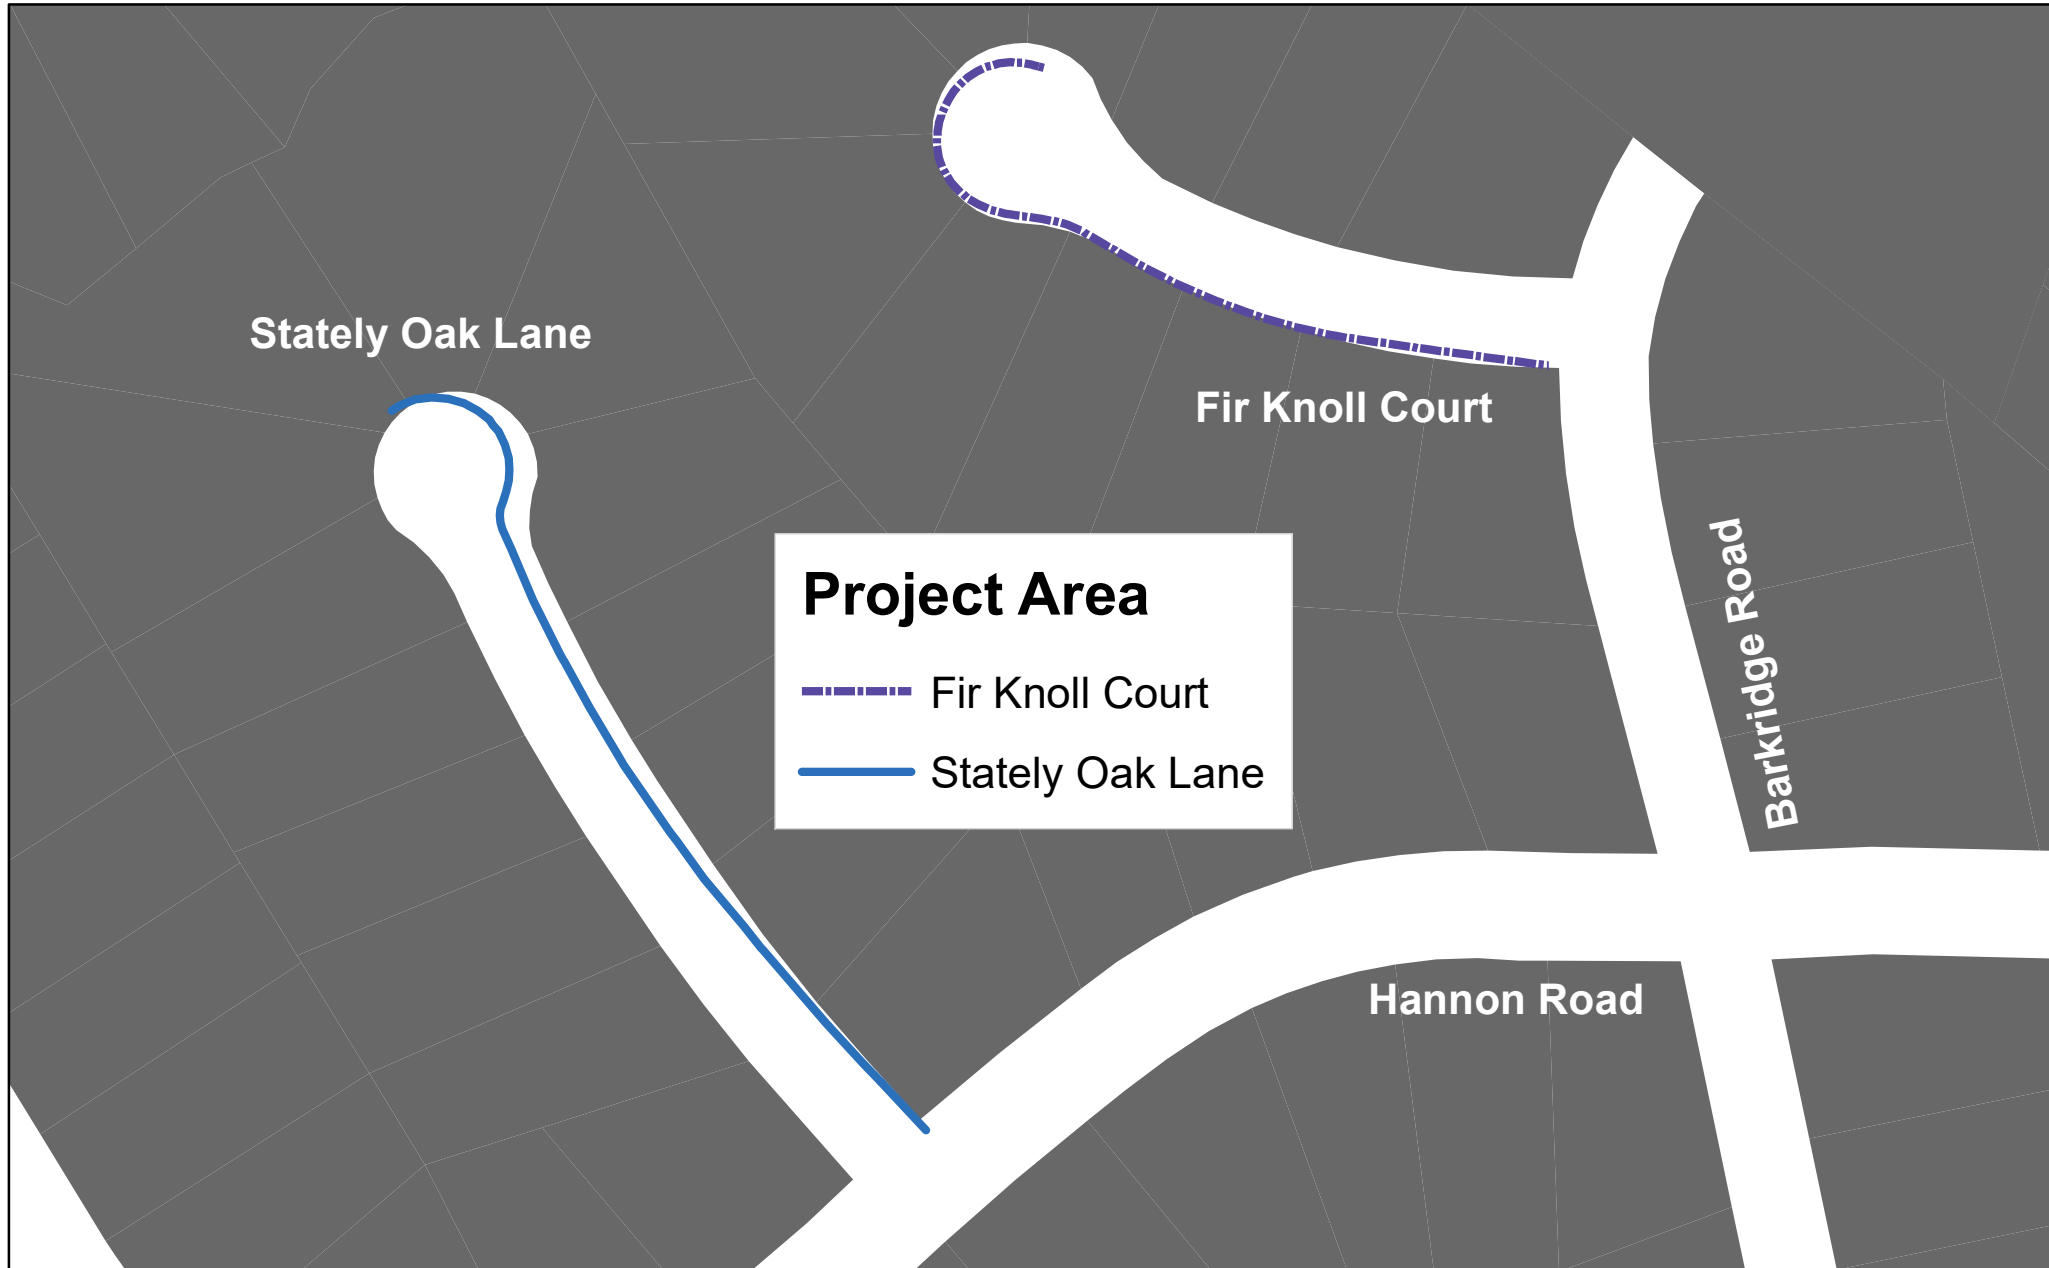 Stately Oak Lane
Fir Knoll Court
Barkridge Road
Project Area
Fir Knoll Court
Stately Oak Lane
Hannon Road